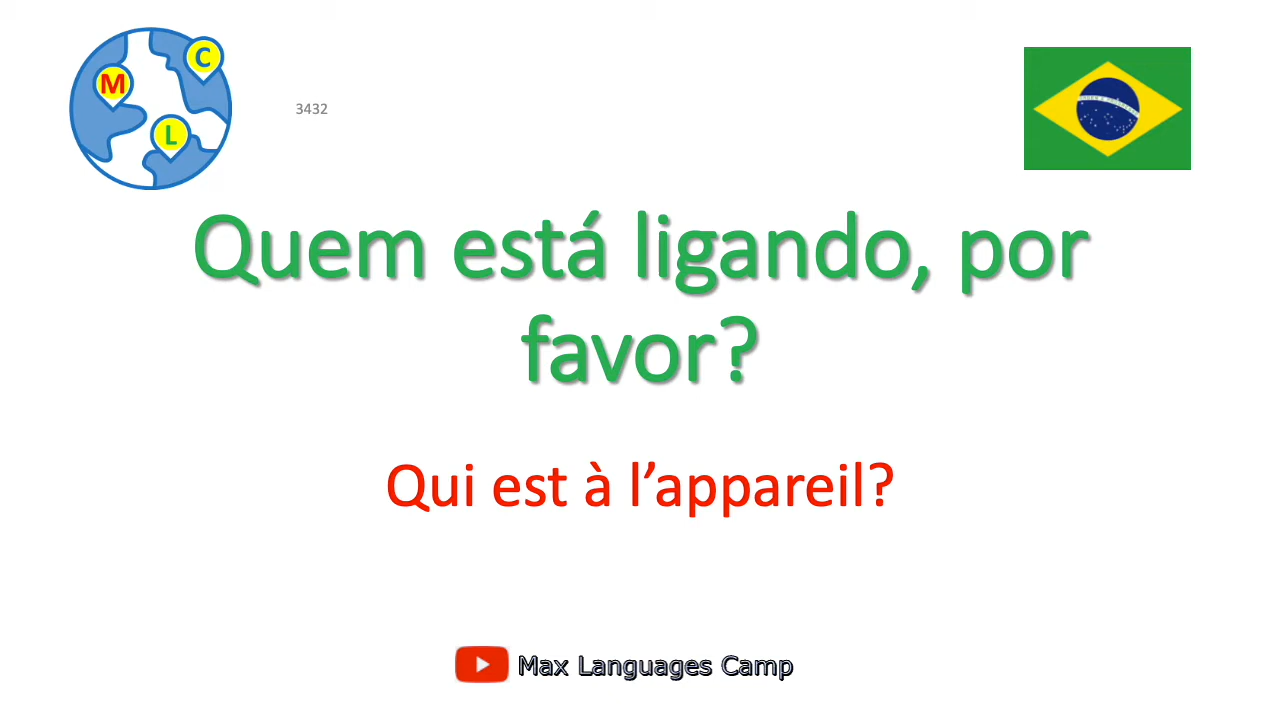 C
M
L
3432
Quem está ligando, por
favor?
Qui est à l’appareil?
Max Languages Camp